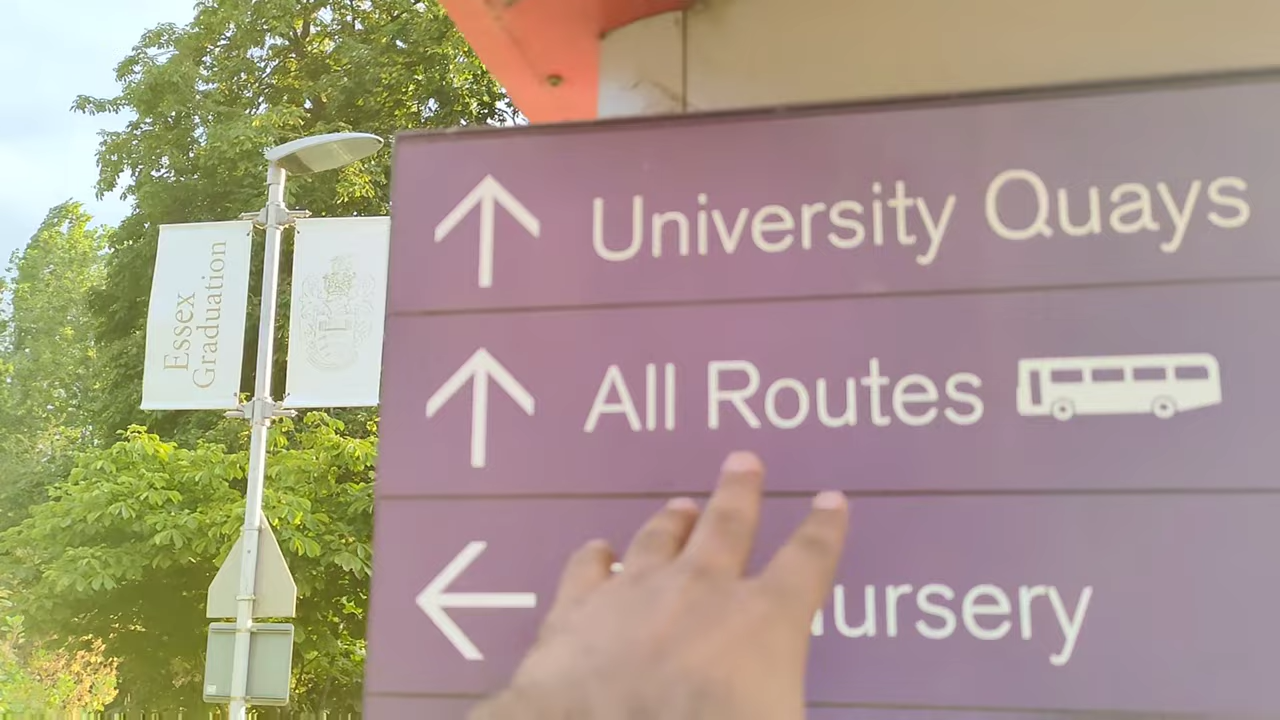 Essex
Graduation
University Quays
All Routes
ursery